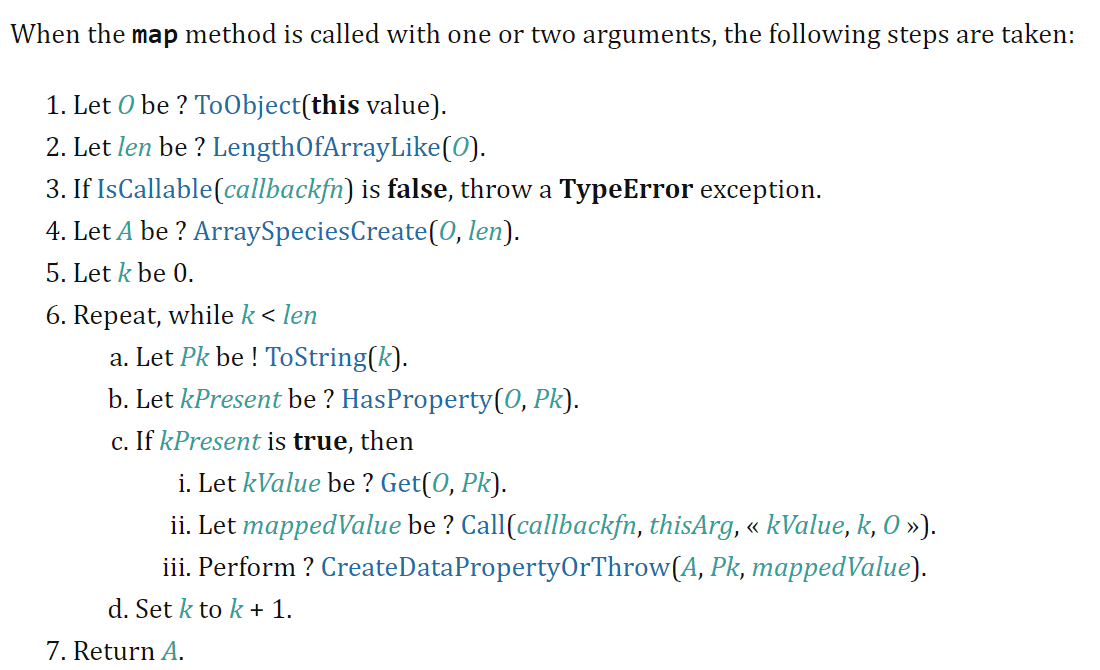 When the map method is called with one or two arguments, the following steps are taken:
1. Let O be ? ToObject(this value).
2. Let len be ? LengthOfArrayLike(O).
3. If IsCallable(callbackfn) is false, throw a TypeError exception.
4. Let A be ? ArraySpeciesCreate(O, len).
5. Let k be 0.
6. Repeat, while k < len
a. Let Pk be ! ToString(k).
b. Let kPresent be ? HasProperty(O, Pk).
c. If kPresent is true, then
i. Let kValue be ? Get(O, Pk).
ii. Let mappedValue be ? Call(callbackfn, thisArg, « kValue, k, O »).
iii. Perform ? CreateDataPropertyOrThrow(A, Pk, mappedValue).
d. Set k to k + 1.
7. Return A.